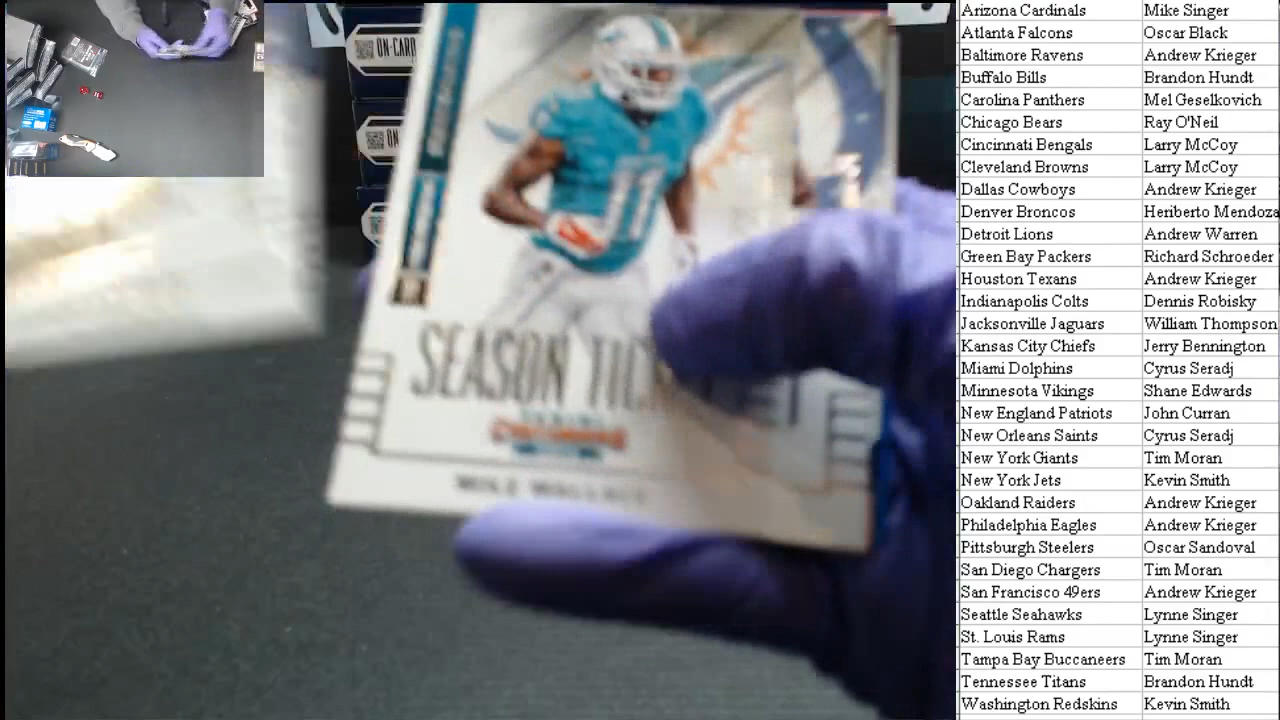 ON-CARD
ON
SEASON TIC
MIKE WALLACE
Arizona Cardinals Mike Singer
Atlanta Falcons Oscar Black
Baltimore Ravens Andrew Krieger
Buffalo Bills Brandon Hundt
Carolina Panthers Mel Geselkovich
Chicago Bears Ray O'Neil
Cincinnati Bengals Larry McCoy
Cleveland Browns Larry McCoy
Dallas Cowboys Andrew Krieger
Denver Broncos Heriberto Mendoza
Detroit Lions Andrew Warren
Green Bay Packers Richard Schroeder
Houston Texans Andrew Krieger
Indianapolis Colts Dennis Robisky
Jacksonville Jaguars William Thompson
Kansas City Chiefs Jerry Bennington
Miami Dolphins Cyrus Seradj
Minnesota Vikings Shane Edwards
New England Patriots John Curran
New Orleans Saints Cyrus Seradj
New York Giants Tim Moran
New York Jets Kevin Smith
Oakland Raiders Andrew Krieger
Philadelphia Eagles Andrew Krieger
Pittsburgh Steelers Oscar Sandoval
San Diego Chargers Tim Moran
San Francisco 49ers Andrew Krieger
Seattle Seahawks Lynne Singer
St. Louis Rams Lynne Singer
Tampa Bay Buccaneers Tim Moran
Tennessee Titans Brandon Hundt
Washington Redskins Kevin Smith